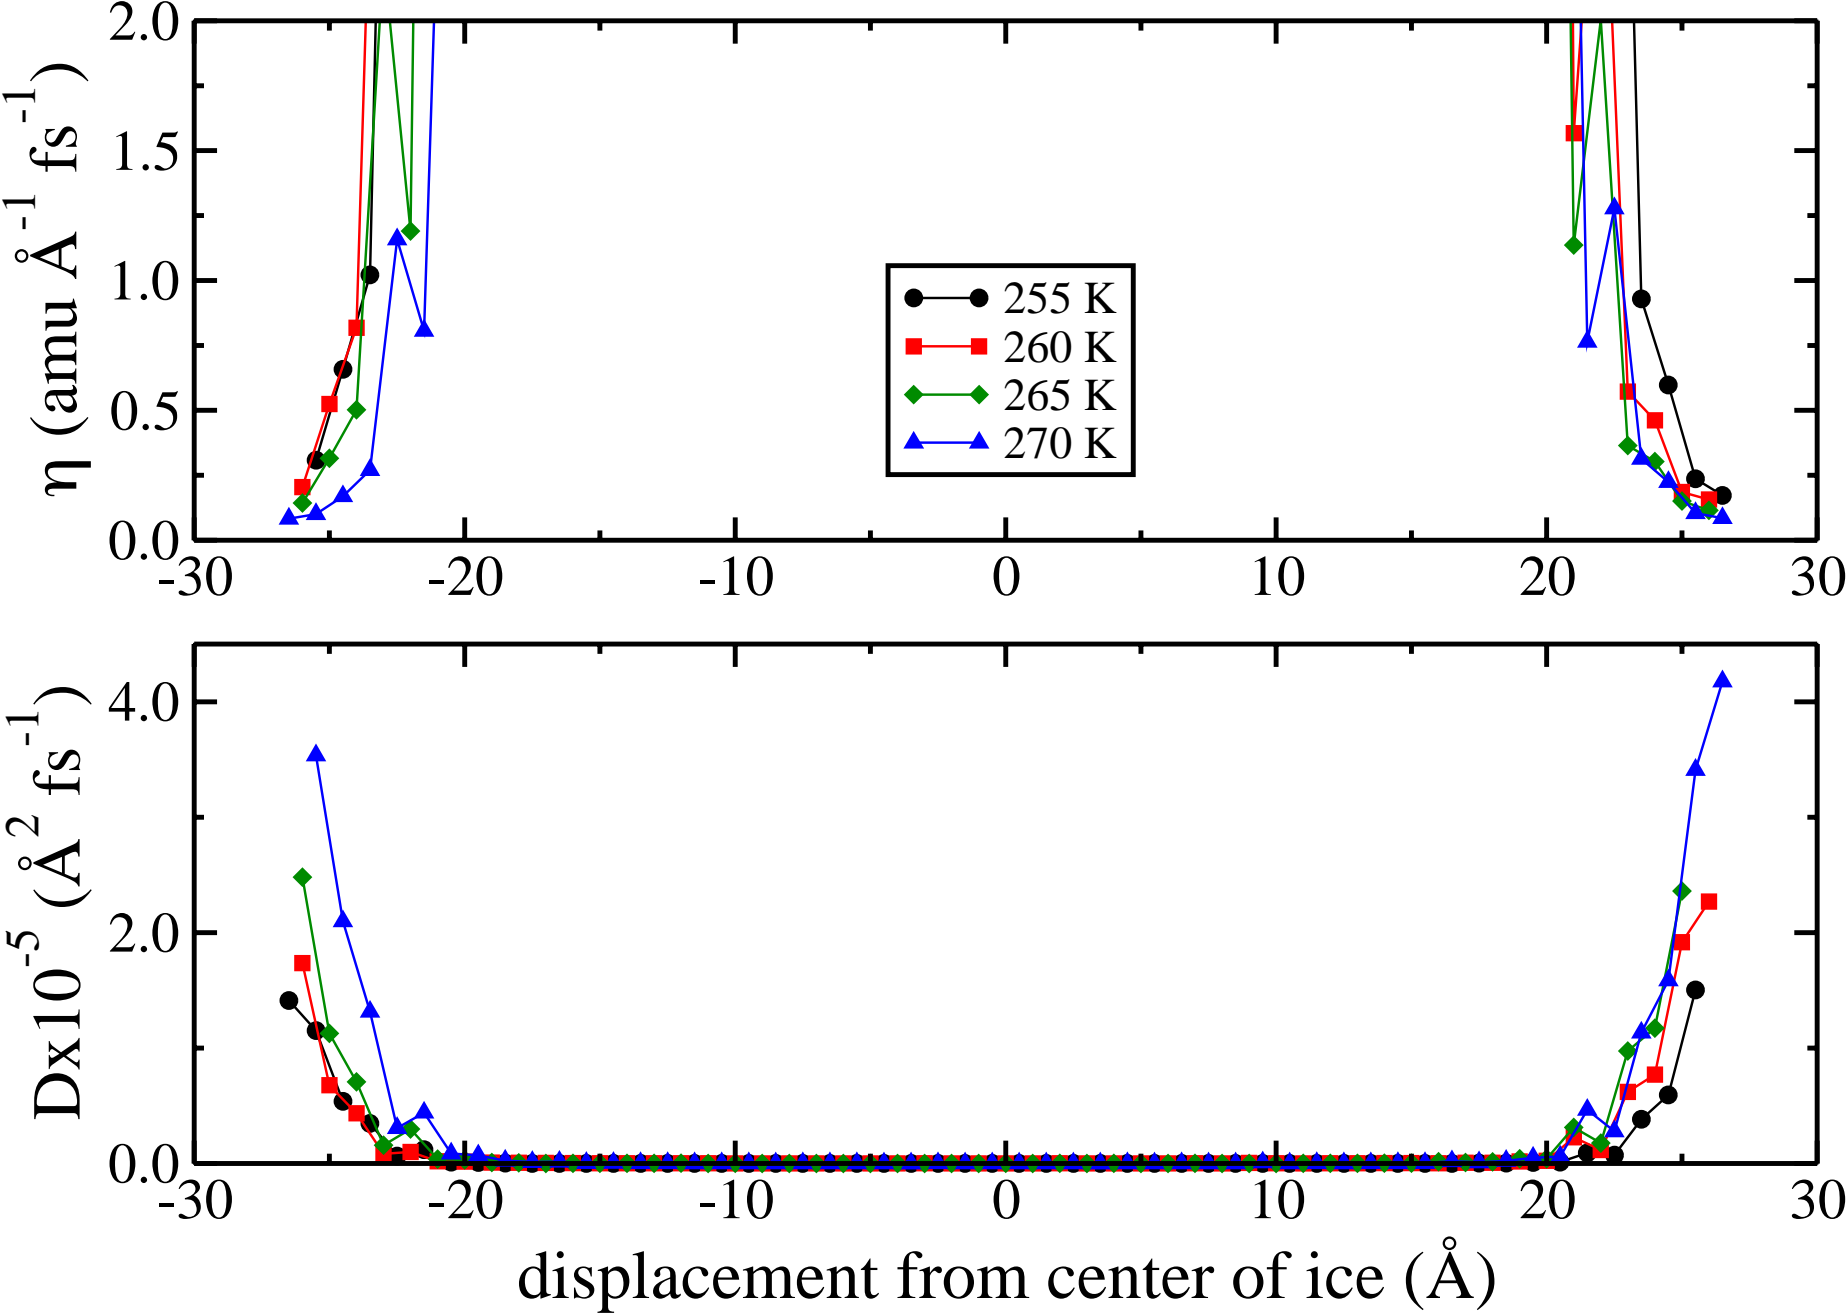 2.0
1.5
1.0
0.5
0.0
η (amu Å⁻¹ fs⁻¹)
255 K
260 K
265 K
270 K
-30 -20 -10 0 10 20 30
4.0
2.0
0.0
Dx10⁻⁵ (Å² fs⁻¹)
-30 -20 -10 0 10 20 30
displacement from center of ice (Å)